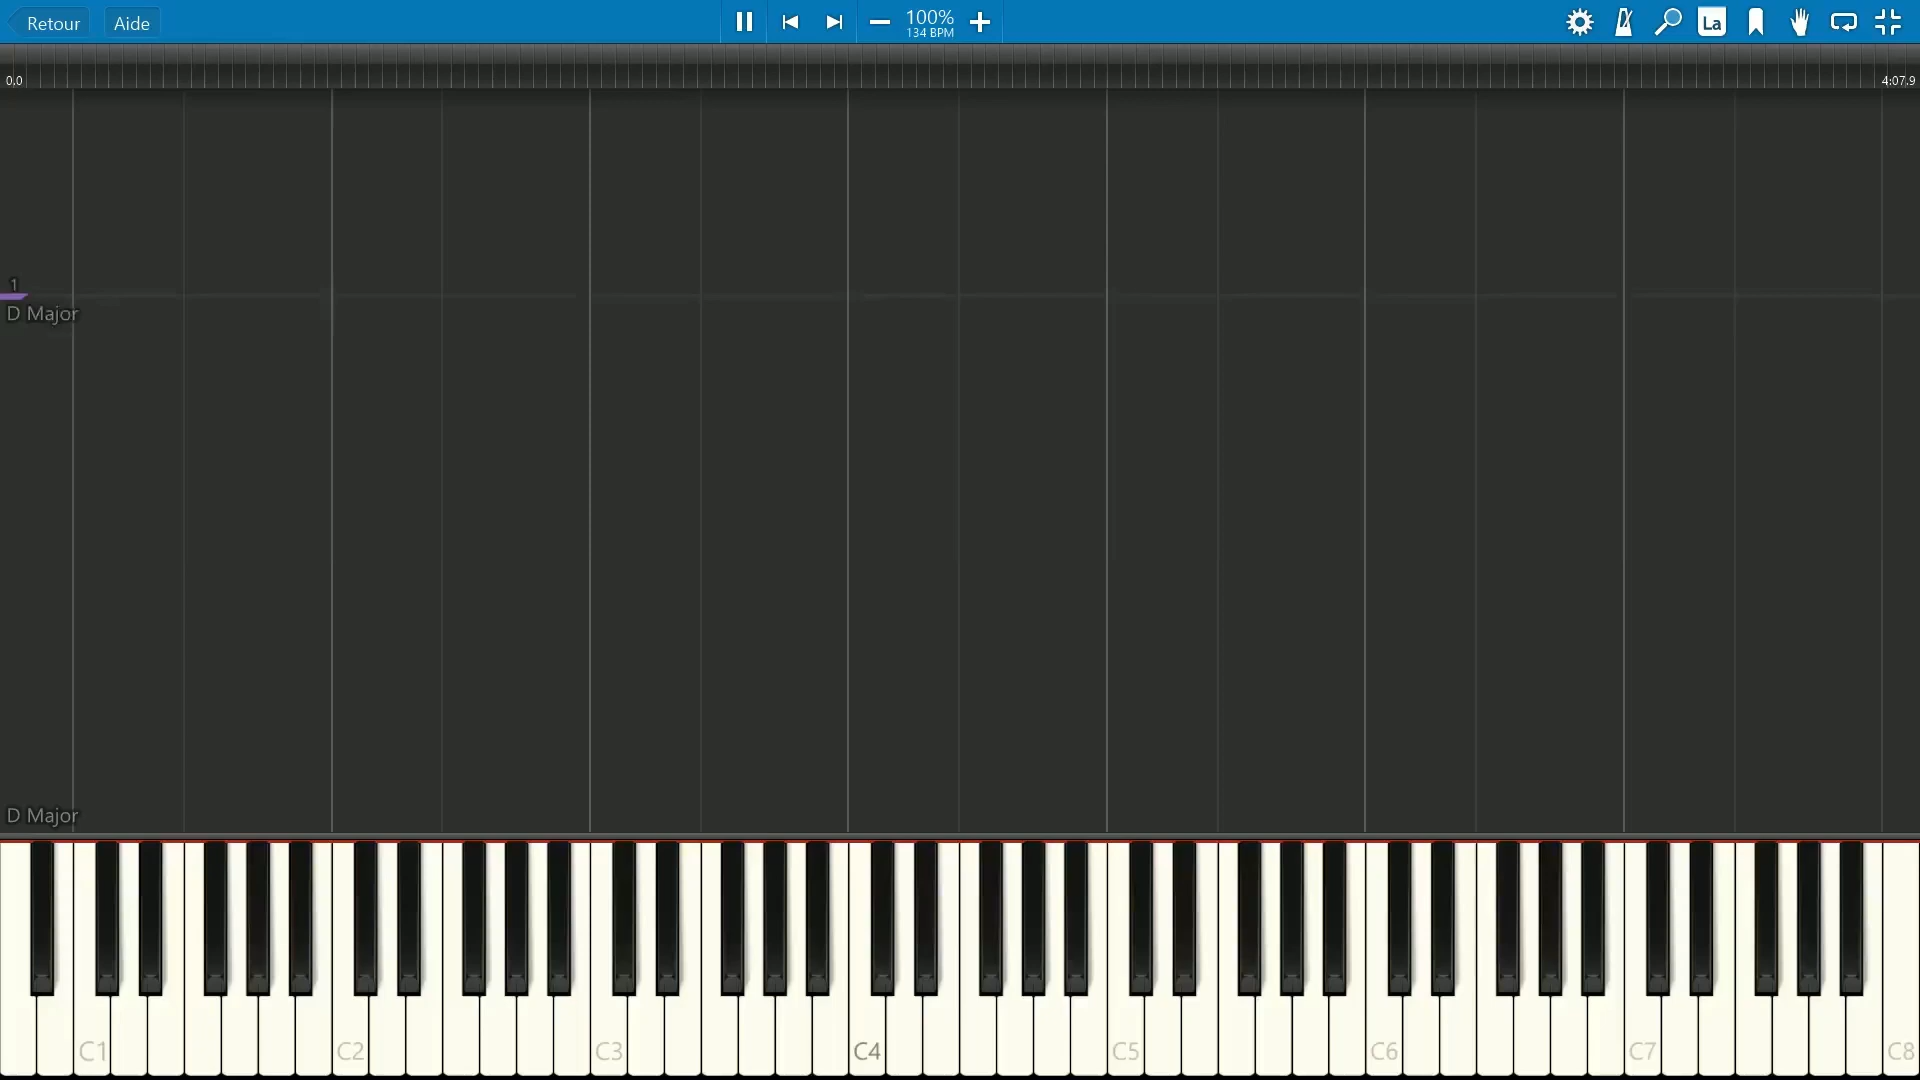 Retour
Aide
100%
134 BPM
La
0,0
4:07.9
1
D Major
D Major
C1
C2
C3
C4
C5
C6
C7
C8